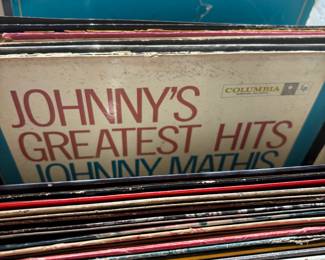 COLUMBIA
JOHNNY'S
GREATEST HITS
JOHNNY MATHIS